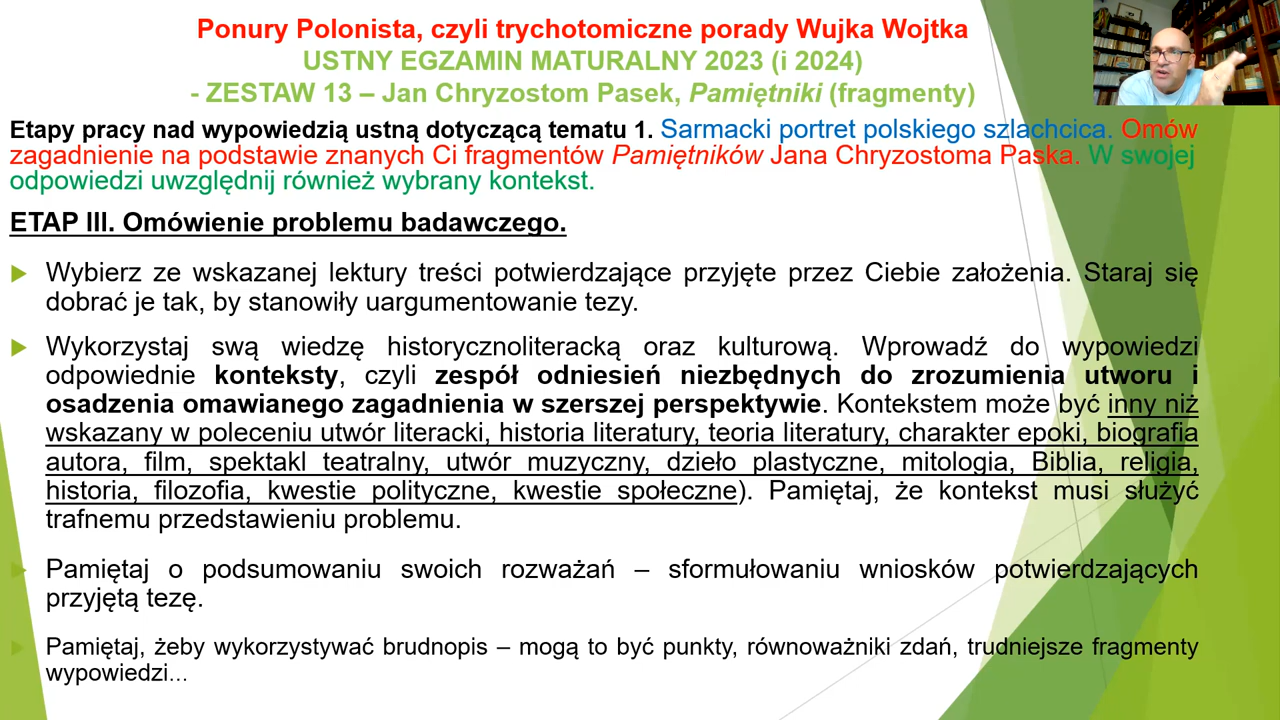 Ponury Polonista, czyli trychotomiczne porady Wujka Wojtka
USTNY EGZAMIN MATURALNY 2023 (i 2024)
- ZESTAW 13 – Jan Chryzostom Pasek, Pamiętniki (fragmenty)
Etapy pracy nad wypowiedzią ustną dotyczącą tematu 1. Sarmacki portret polskiego szlachcica. Omów
zagadnienie na podstawie znanych Ci fragmentów Pamiętników Jana Chryzostoma Paska. W swojej
odpowiedzi uwzględnij również wybrany kontekst.
ETAP III. Omówienie problemu badawczego.
Wybierz ze wskazanej lektury treści potwierdzające przyjęte przez Ciebie założenia. Staraj się
dobrać je tak, by stanowiły uargumentowanie tezy.
Wykorzystaj swą wiedzę historycznoliteracką oraz kulturową. Wprowadź do wypowiedzi
odpowiednie konteksty, czyli zespół odniesień niezbędnych do zrozumienia utworu i
osadzenia omawianego zagadnienia w szerszej perspektywie. Kontekstem może być inny niż
wskazany w poleceniu utwór literacki, historia literatury, teoria literatury, charakter epoki, biografia
autora, film, spektakl teatralny, utwór muzyczny, dzieło plastyczne, mitologia, Biblia, religia,
historia, filozofia, kwestie polityczne, kwestie społeczne). Pamiętaj, że kontekst musi służyć
trafnemu przedstawieniu problemu.
Pamiętaj o podsumowaniu swoich rozważań – sformułowaniu wniosków potwierdzających
przyjętą tezę.
Pamiętaj, żeby wykorzystywać brudnopis – mogą to być punkty, równoważniki zdań, trudniejsze fragmenty
wypowiedzi...